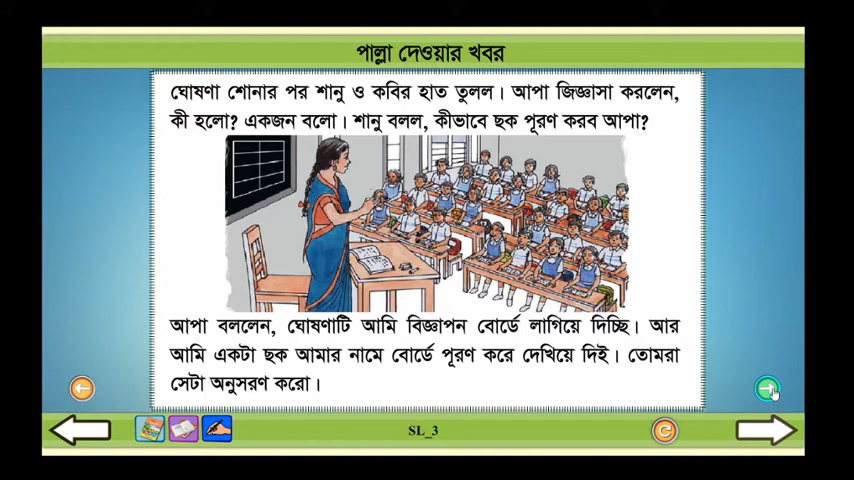 পাল্লা দেওয়ার খবর
ঘোষণা শোনার পর শানু ও কবির হাত তুলল। আপা জিজ্ঞাসা করলেন,
কী হলো? একজন বলো। শানু বলল, কীভাবে ছক পূরণ করব আপা?
আপা বললেন, ঘোষণাটি আমি বিজ্ঞাপন বোর্ডে লাগিয়ে দিচ্ছি। আর
আমি একটা ছক আমার নামে বোর্ডে পূরণ করে দেখিয়ে দিই। তোমরা
সেটা অনুসরণ করো।
SL_3